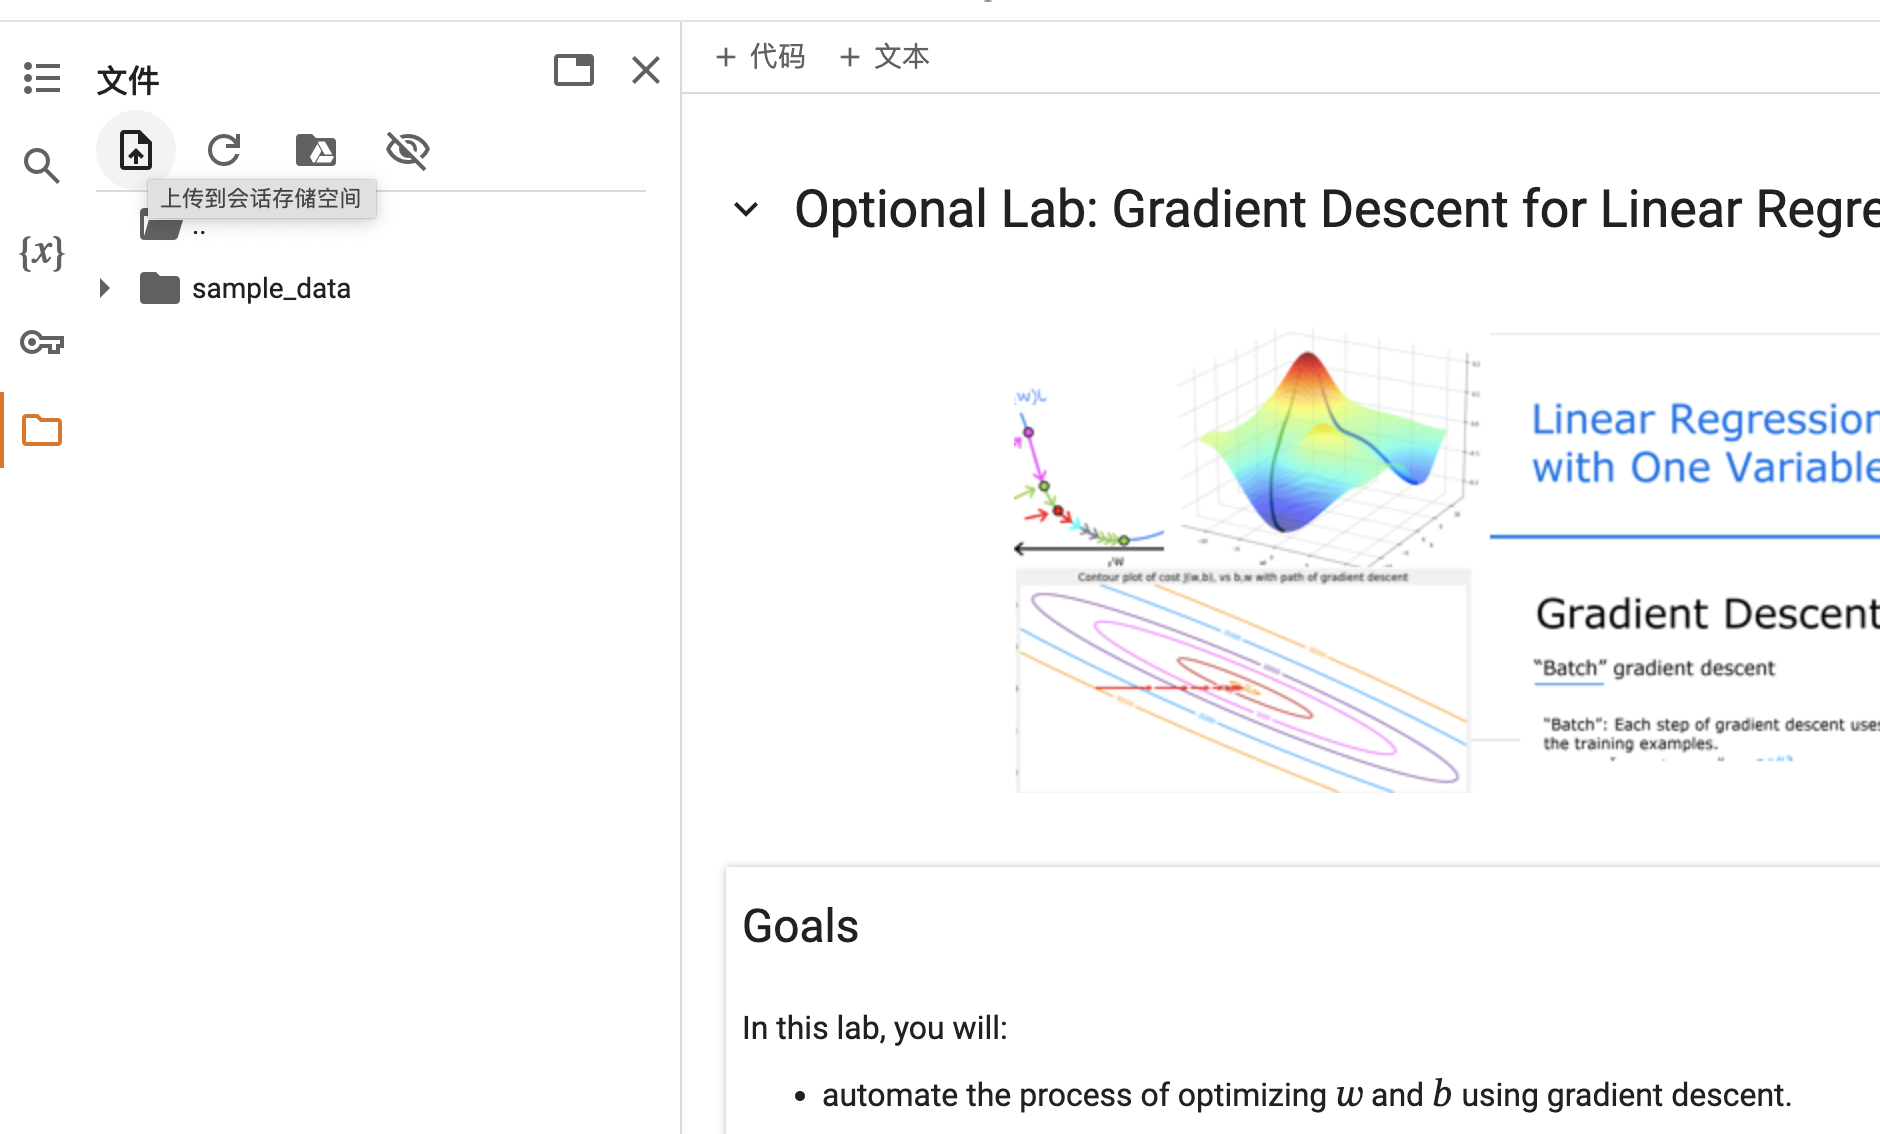 文件
上传到会话存储空间
..
sample_data
{x}
+ 代码 + 文本
Optional Lab: Gradient Descent for Linear Regre
Linear Regression
with One Variable
Contour plot of cost J(w,b), vs b,w with path of gradient descent
Gradient Descent
“Batch” gradient descent
“Batch”: Each step of gradient descent uses
the training examples.
Goals
In this lab, you will:
• automate the process of optimizing w and b using gradient descent.